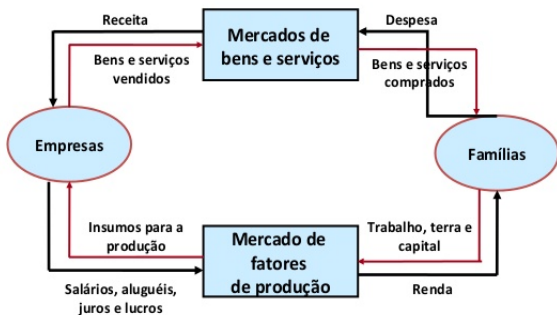 Receita
Mercados de
bens e serviços
Despesa
Bens e serviços
vendidos
Bens e serviços
comprados
Empresas
Famílias
Insumos para a
produção
Mercado de
fatores
de produção
Trabalho, terra e
capital
Salários, aluguéis,
juros e lucros
Renda